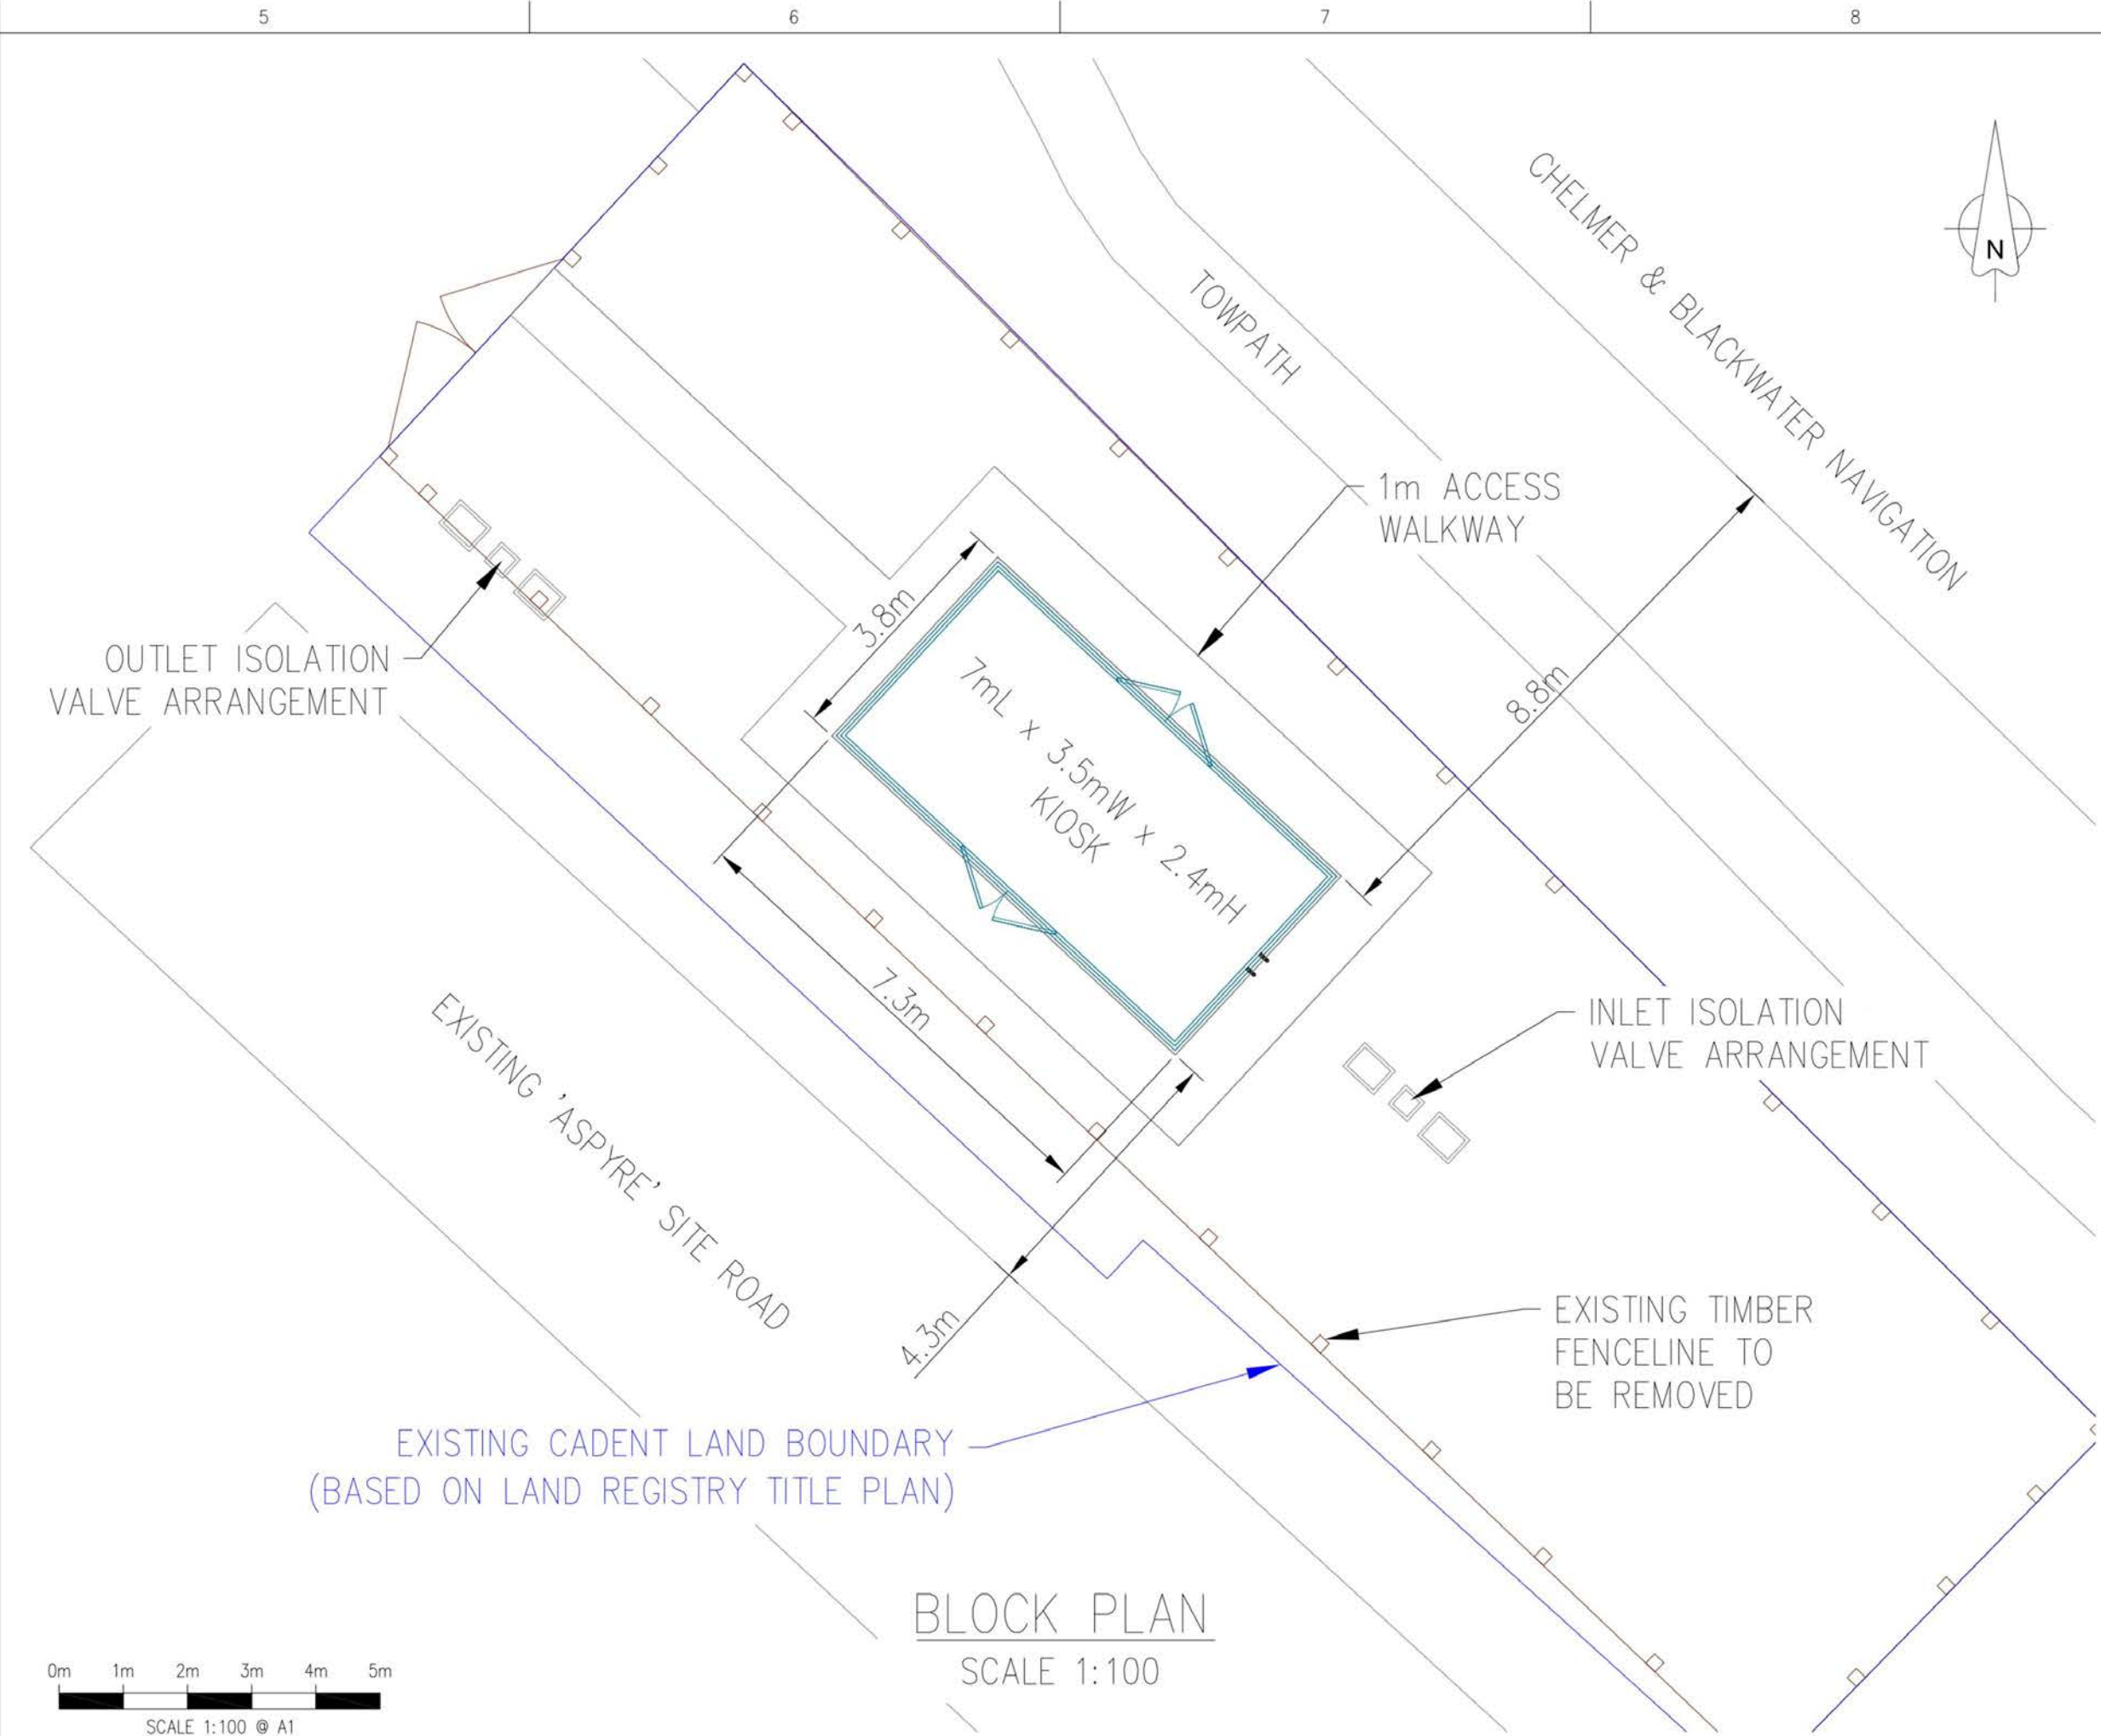 5
6
7
8
CHELMER & BLACKWATER NAVIGATION
N
TOWPATH
1m ACCESS
WALKWAY
3.8m
OUTLET ISOLATION
VALVE ARRANGEMENT
8.8m
7mL x 3.5mW x 2.4mH
KIOSK
7.3m
EXISTING 'ASPYRE' SITE ROAD
INLET ISOLATION
VALVE ARRANGEMENT
4.3m
EXISTING TIMBER
FENCELINE TO
BE REMOVED
EXISTING CADENT LAND BOUNDARY
(BASED ON LAND REGISTRY TITLE PLAN)
BLOCK PLAN
SCALE 1:100
0m 1m 2m 3m 4m 5m
SCALE 1:100 @ A1